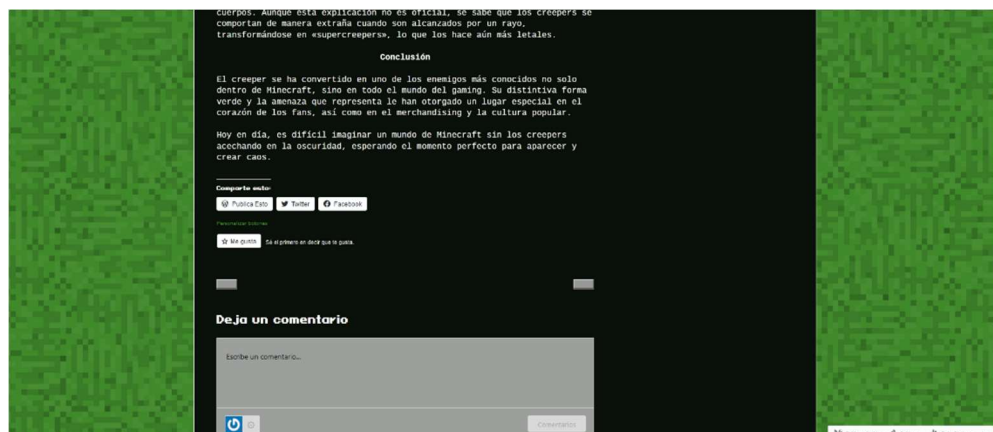 cuerpos. Aunque esta explicación no es oficial, se sabe que los creepers se
comportan de manera extraña cuando son alcanzados por un rayo,
transformándose en «supercreepers», lo que los hace aún más letales.
Conclusión
El creeper se ha convertido en uno de los enemigos más conocidos no solo
dentro de Minecraft, sino en todo el mundo del gaming. Su distintiva forma
verde y la amenaza que representa le han otorgado un lugar especial en el
corazón de los fans, así como en el merchandising y la cultura popular.
Hoy en día, es difícil imaginar un mundo de Minecraft sin los creepers
acechando en la oscuridad, esperando el momento perfecto para aparecer y
crear caos.
Comparte esto:
Publica Esto Twitter Facebook
Personalizar botones
Me gusta Sé el primero en decir que te gusta.
Deja un comentario
Escribe un comentario...
Comentarios